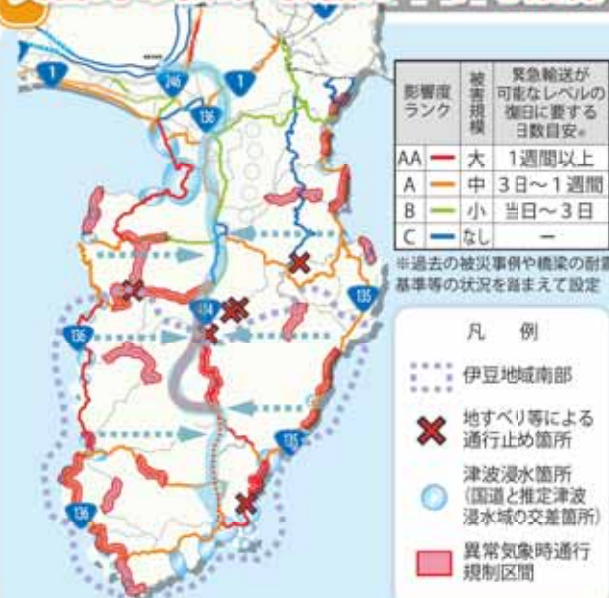 1
246
1
136
136
414
135
135
136
影響度ランク
被害規模
異急輸送が可能なレベルの復旧に要する日数目安※
AA 大 1週間以上
A 中 3日～1週間
B 小 当日～3日
C なし －
※過去の被災事例や橋梁の耐震
基準等の状況を踏まえて設定
凡 例
伊豆地域南部
地すべり等による
通行止め箇所
津波浸水箇所
(国道と推定津波
浸水域の交差箇所)
異常気象時通行
規制区間